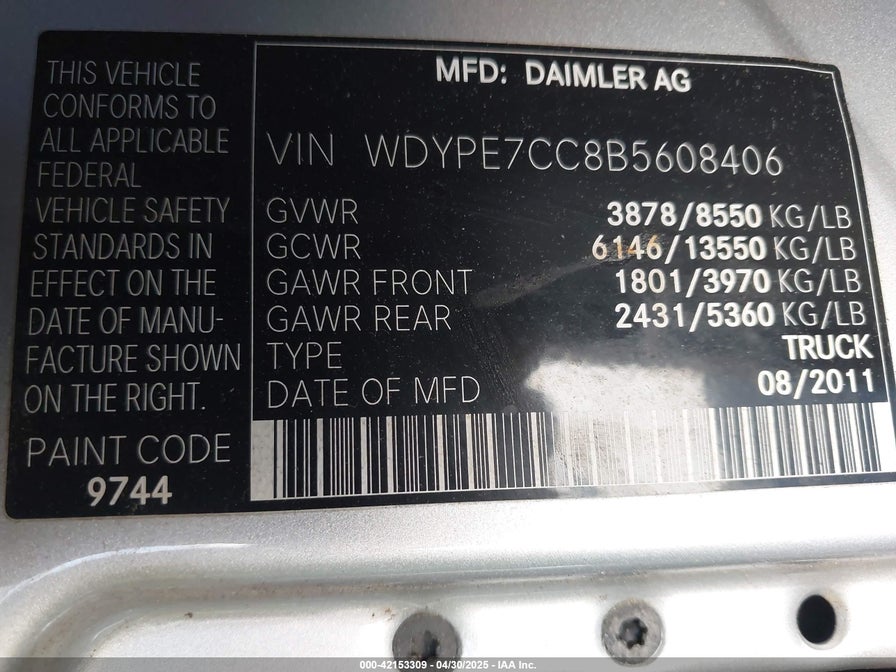 THIS VEHICLE
CONFORMS TO
ALL APPLICABLE
FEDERAL
VEHICLE SAFETY
STANDARDS IN
EFFECT ON THE
DATE OF MANU-
FACTURE SHOWN
ON THE RIGHT.
PAINT CODE
9744
MFD: DAIMLER AG
VIN WDYPE7CC8B5608406
GVWR 3878/8550 KG/LB
GCWR 6146/13550 KG/LB
GAWR FRONT 1801/3970 KG/LB
GAWR REAR 2431/5360 KG/LB
TYPE TRUCK
DATE OF MFD 08/2011
000-42153309 - 04/30/2025 - IAA Inc.